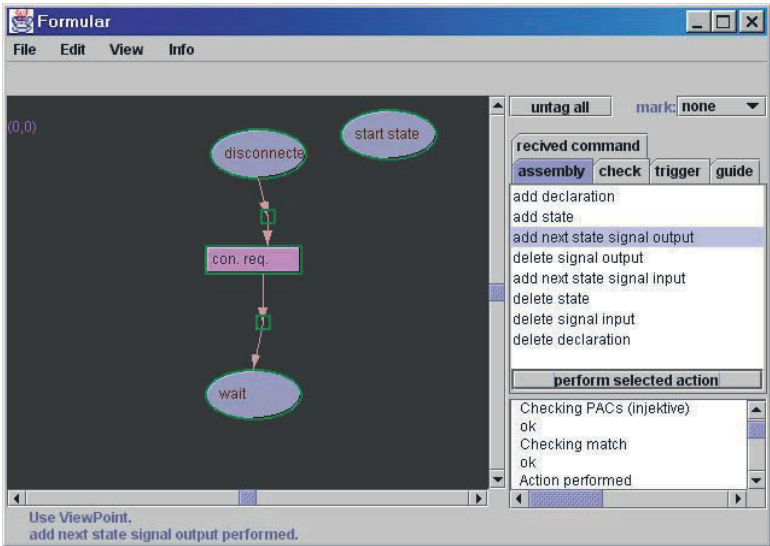 Formular
File Edit View Info
(0,0)
disconnecte
start state
con. req.
wait
untag all mark: none
recived command
assembly check trigger guide
add declaration
add state
add next state signal output
delete signal output
add next state signal input
delete state
delete signal input
delete declaration
perform selected action
Checking PACs (injektive)
ok
Checking match
ok
Action performed
Use ViewPoint.
add next state signal output performed.